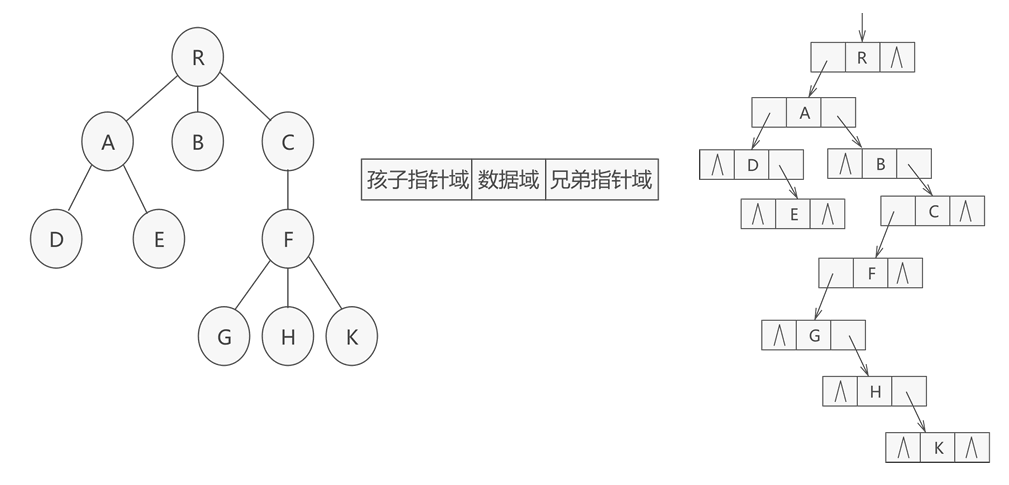 R
A B C
D E F
G H K
孩子指针域 数据域 兄弟指针域
R ∧
A
∧ D ∧ B
∧ E ∧ C ∧
F ∧
∧ G
∧ H
∧ K ∧